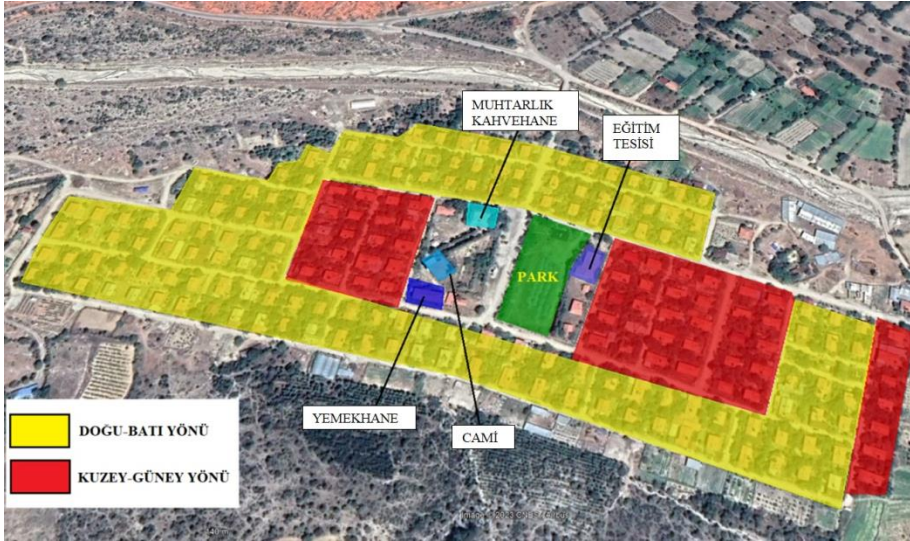 MUHTARLIK
KAHVEHANE
EĞİTİM
TESİSİ
PARK
YEMEKHANE
CAMİ
DOĞU-BATI YÖNÜ
KUZEY-GÜNEY YÖNÜ